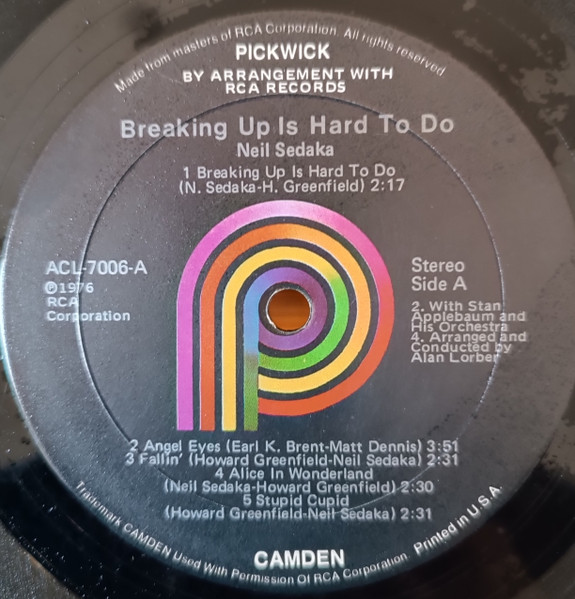 Made from masters of RCA Corporation. All rights reserved
PICKWICK
BY ARRANGEMENT WITH
RCA RECORDS
Breaking Up Is Hard To Do
Neil Sedaka
1 Breaking Up Is Hard To Do
(N. Sedaka-H. Greenfield) 2:17
ACL-7006-A
℗1976
RCA
Corporation
Stereo
Side A
2. With Stan
Applebaum and
His Orchestra
4. Arranged and
Conducted by
Alan Lorber
2 Angel Eyes (Earl K. Brent-Matt Dennis) 3:51
3 Fallin' (Howard Greenfield-Neil Sedaka) 2:31
4 Alice In Wonderland
(Neil Sedaka-Howard Greenfield) 2:30
5 Stupid Cupid
(Howard Greenfield-Neil Sedaka) 2:31
CAMDEN
Trademark CAMDEN Used With Permission Of RCA Corporation Printed in U.S.A.